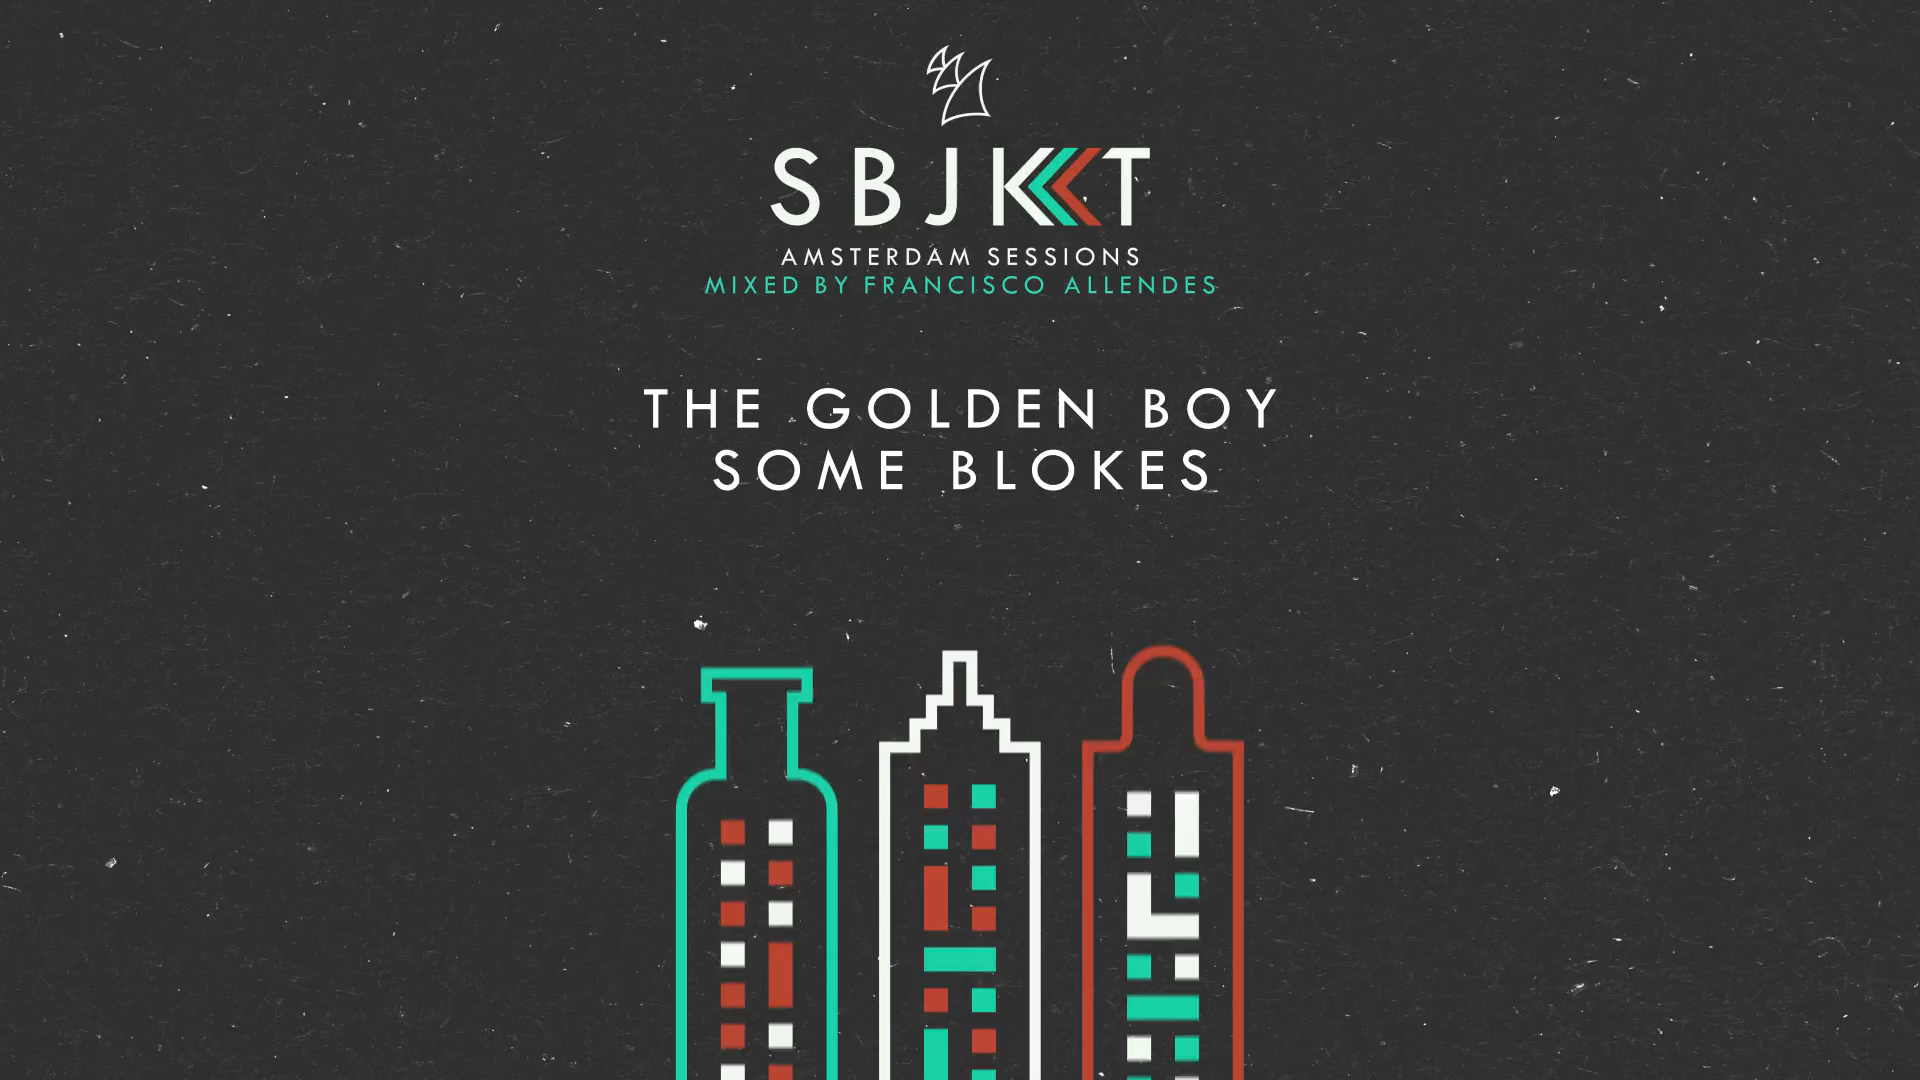 SBJKT
AMSTERDAM SESSIONS
MIXED BY FRANCISCO ALLENDES
THE GOLDEN BOY
SOME BLOKES